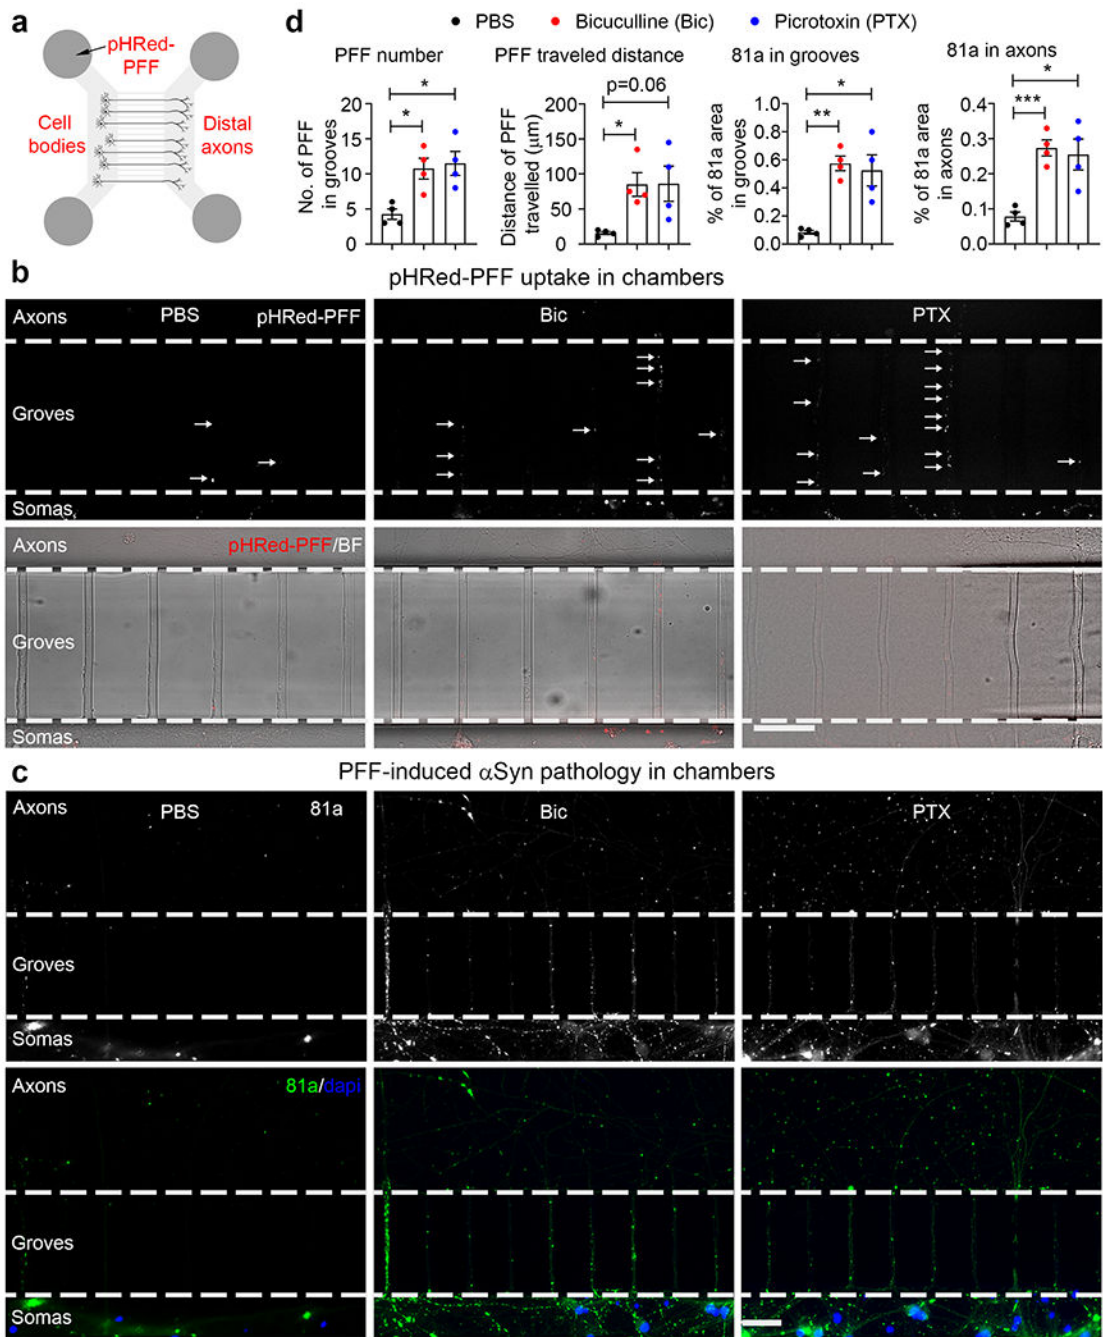 a
pHRed-
PFF
Cell
bodies
Distal
axons
d
PBS
Bicuculline (Bic)
Picrotoxin (PTX)
PFF number
No. of PFF
in grooves
20
15
10
5
0
*
*
PFF traveled distance
Distance of PFF
travelled (μm)
200
150
100
50
0
p=0.06
*
81a in grooves
% of 81a area
in grooves
1.0
0.8
0.6
0.4
0.2
0.0
*
**
81a in axons
% of 81a area
in axons
0.4
0.3
0.2
0.1
0.0
*
***
b
pHRed-PFF uptake in chambers
Axons
PBS
pHRed-PFF
Bic
PTX
Groves
Somas
Axons
pHRed-PFF/BF
Groves
Somas
c
PFF-induced αSyn pathology in chambers
Axons
PBS
81a
Bic
PTX
Groves
Somas
Axons
81a/dapi
Groves
Somas